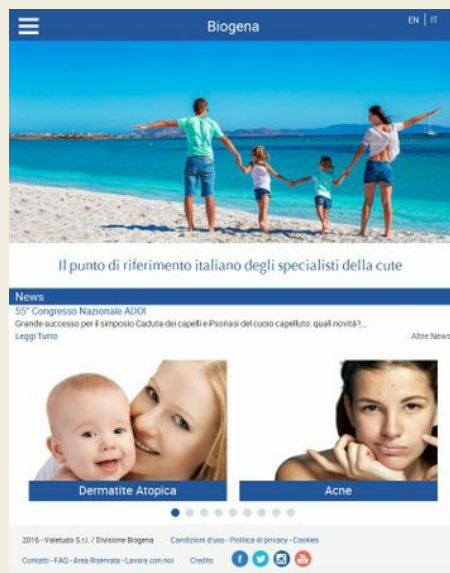 Biogena
EN | IT
Il punto di riferimento italiano degli specialisti della cute
News
55° Congresso Nazionale ADOI
Grande successo per il simposio Caduta dei capelli e Psoriasi del cuoio capelluto: quali novità?...
Leggi Tutto
Altre News
Dermatite Atopica
Acne
2016 - Valetudo S.r.l. / Divisione Biogena Condizioni d'uso - Politica di privacy - Cookies
Contatti - FAQ - Area Riservata - Lavora con noi Credits